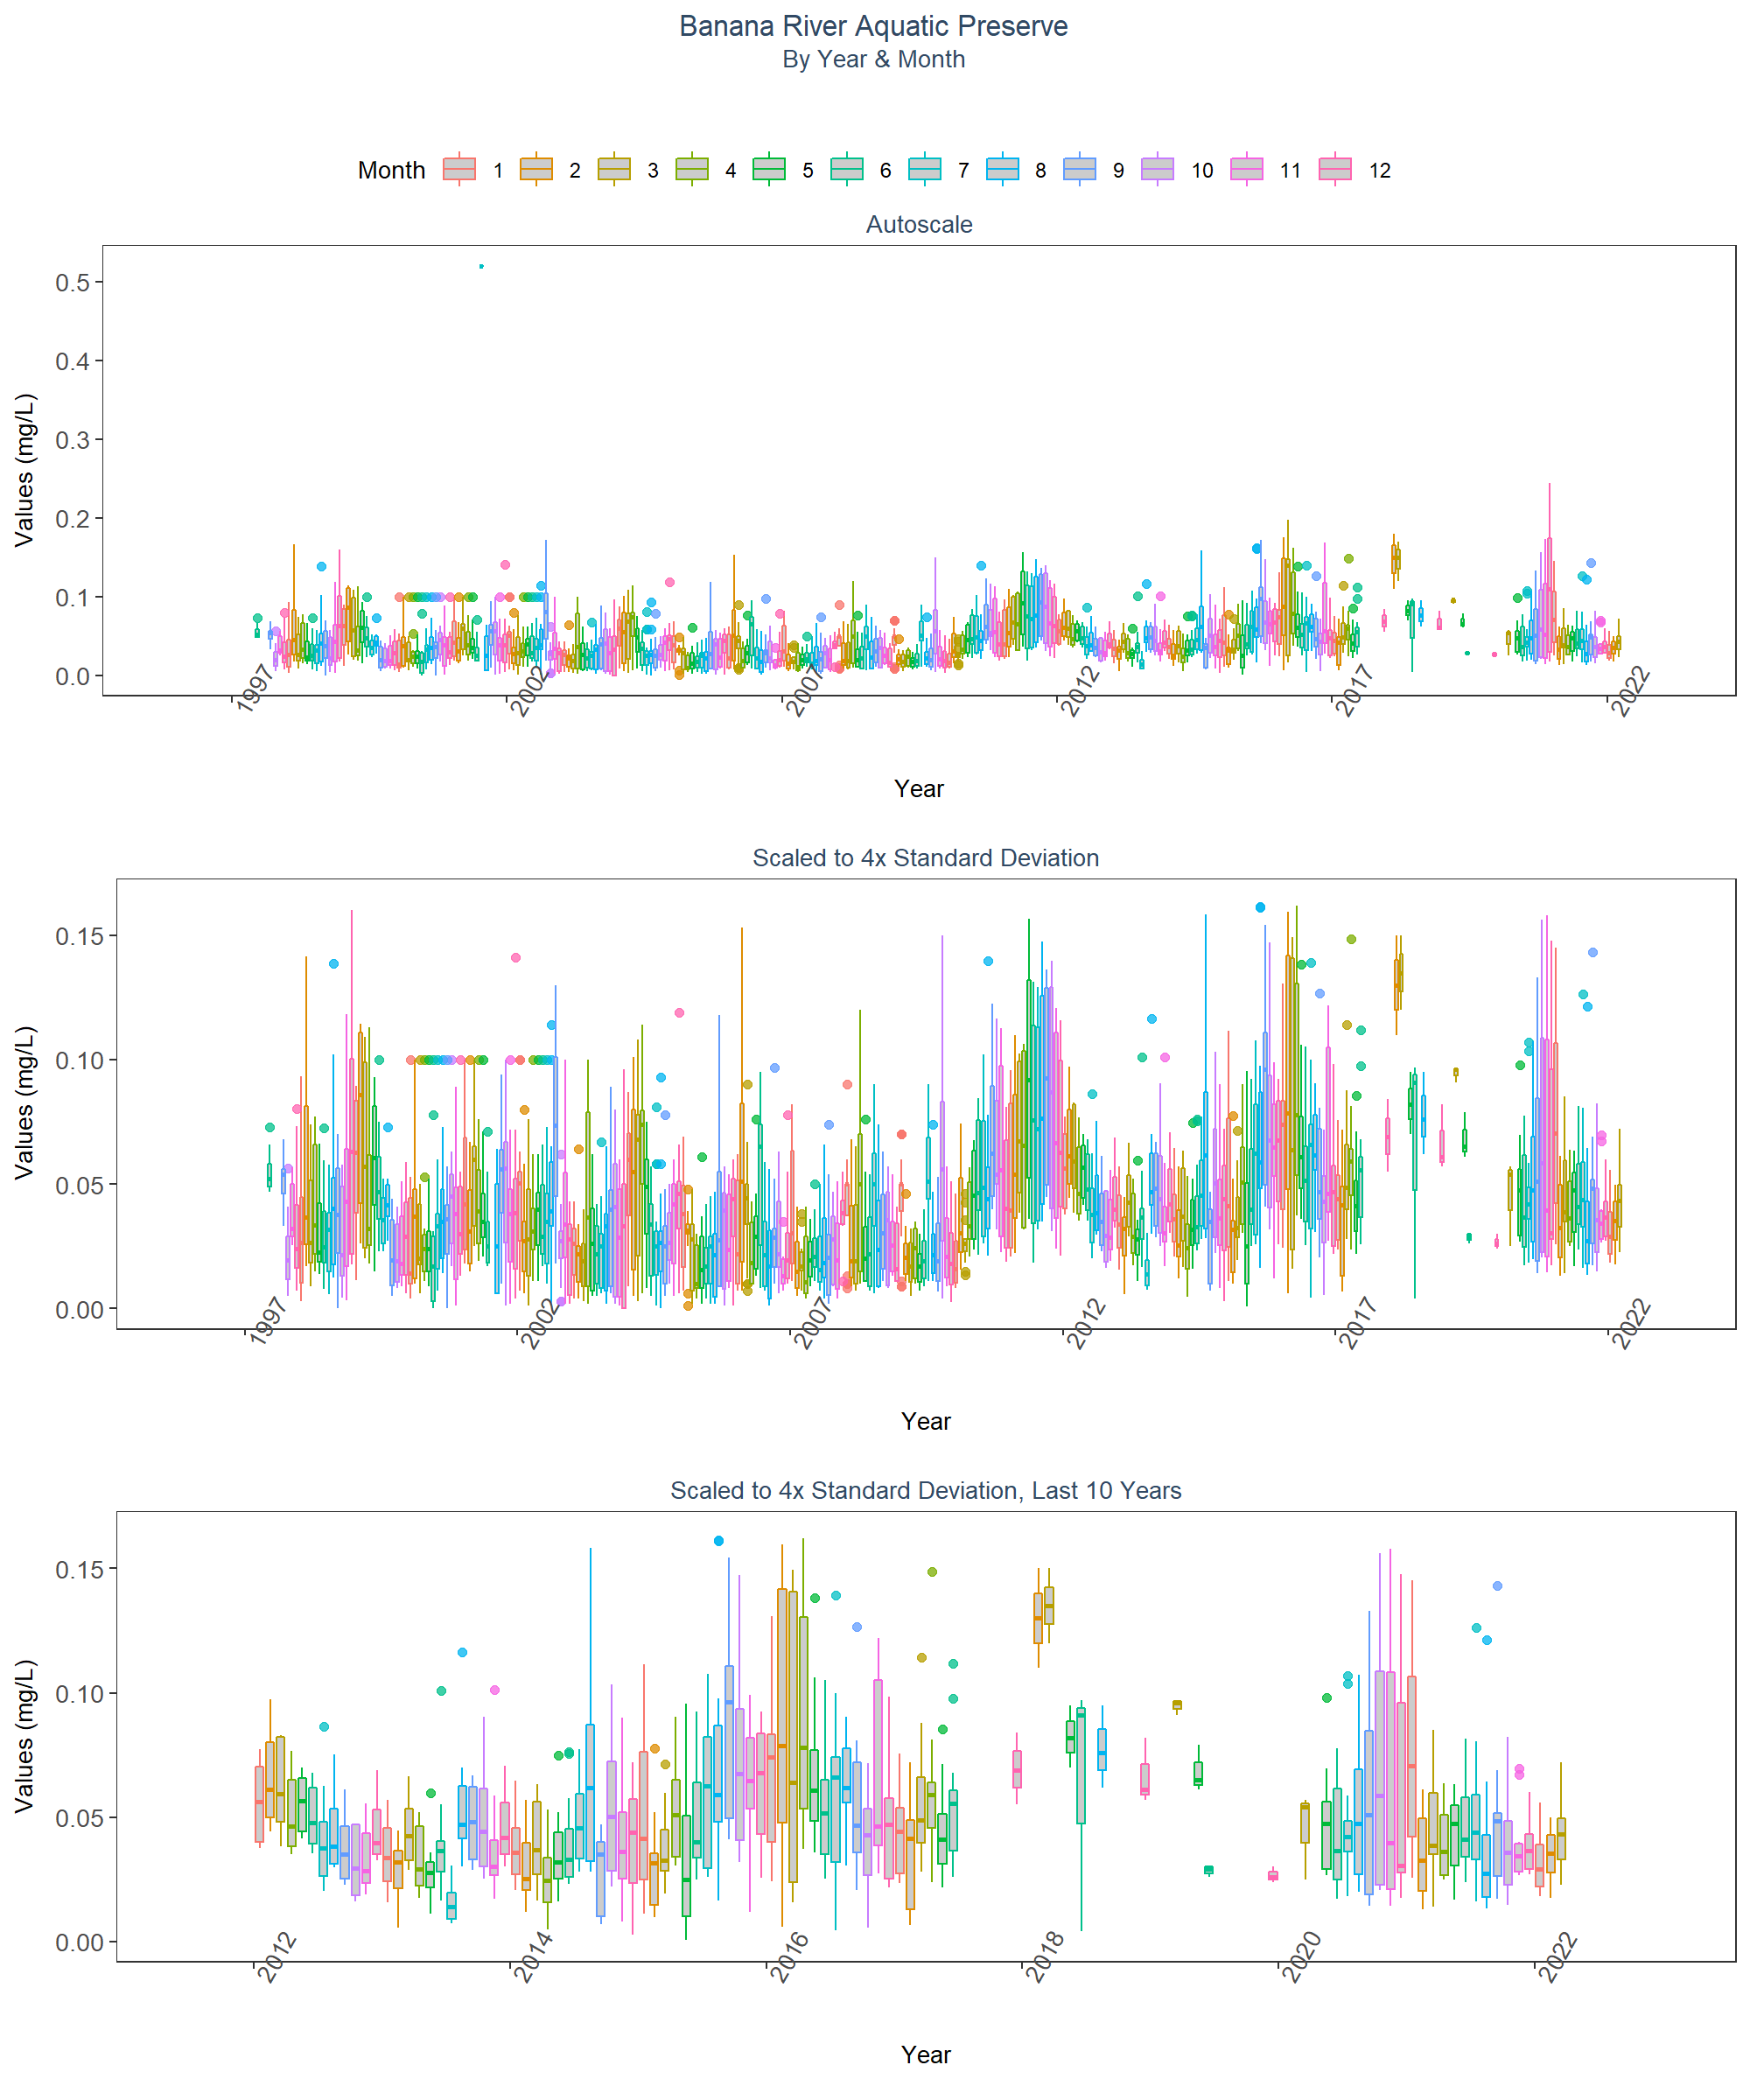 Banana River Aquatic Preserve
By Year & Month
Month 1 2 3 4 5 6 7 8 9 10 11 12
Autoscale
Values (mg/L)
0.5
0.4
0.3
0.2
0.1
0.0
1997 2002 2007 2012 2017 2022
Year
Scaled to 4x Standard Deviation
Values (mg/L)
0.15
0.10
0.05
0.00
1997 2002 2007 2012 2017 2022
Year
Scaled to 4x Standard Deviation, Last 10 Years
Values (mg/L)
0.15
0.10
0.05
0.00
2012 2014 2016 2018 2020 2022
Year